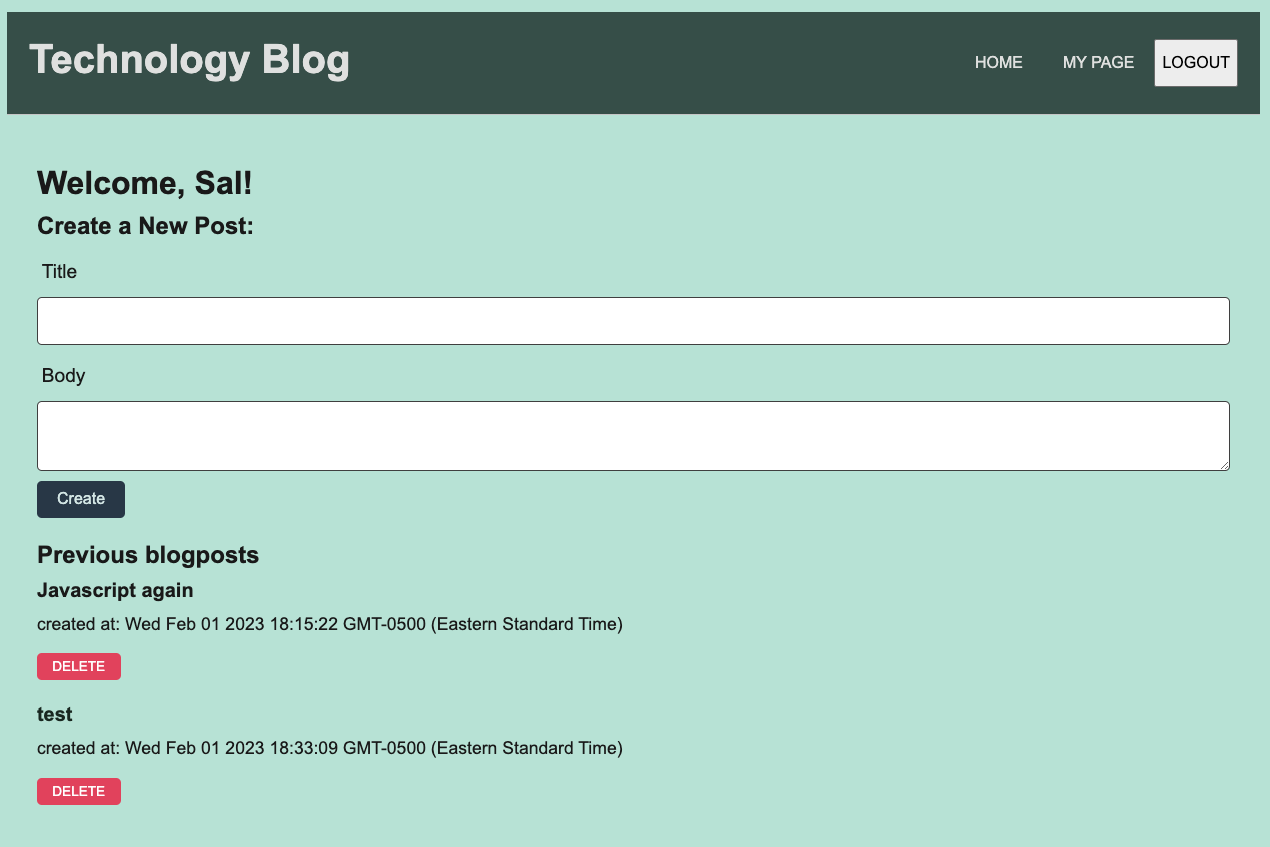 Technology Blog
HOME MY PAGE LOGOUT
Welcome, Sal!
Create a New Post:
Title
Body
Create
Previous blogposts
Javascript again
created at: Wed Feb 01 2023 18:15:22 GMT-0500 (Eastern Standard Time)
DELETE
test
created at: Wed Feb 01 2023 18:33:09 GMT-0500 (Eastern Standard Time)
DELETE